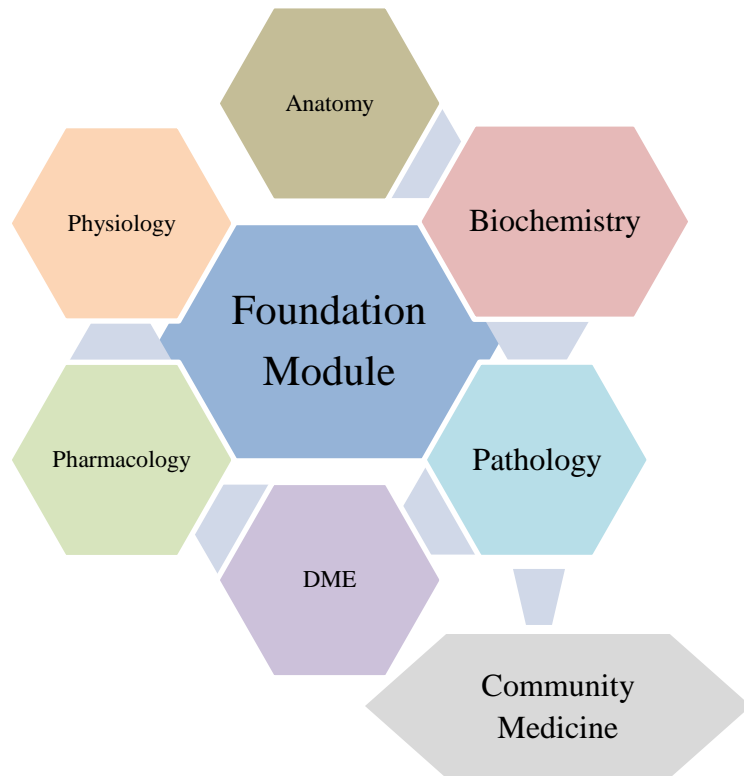 Anatomy
Physiology
Biochemistry
Foundation
Module
Pharmacology
Pathology
DME
Community
Medicine